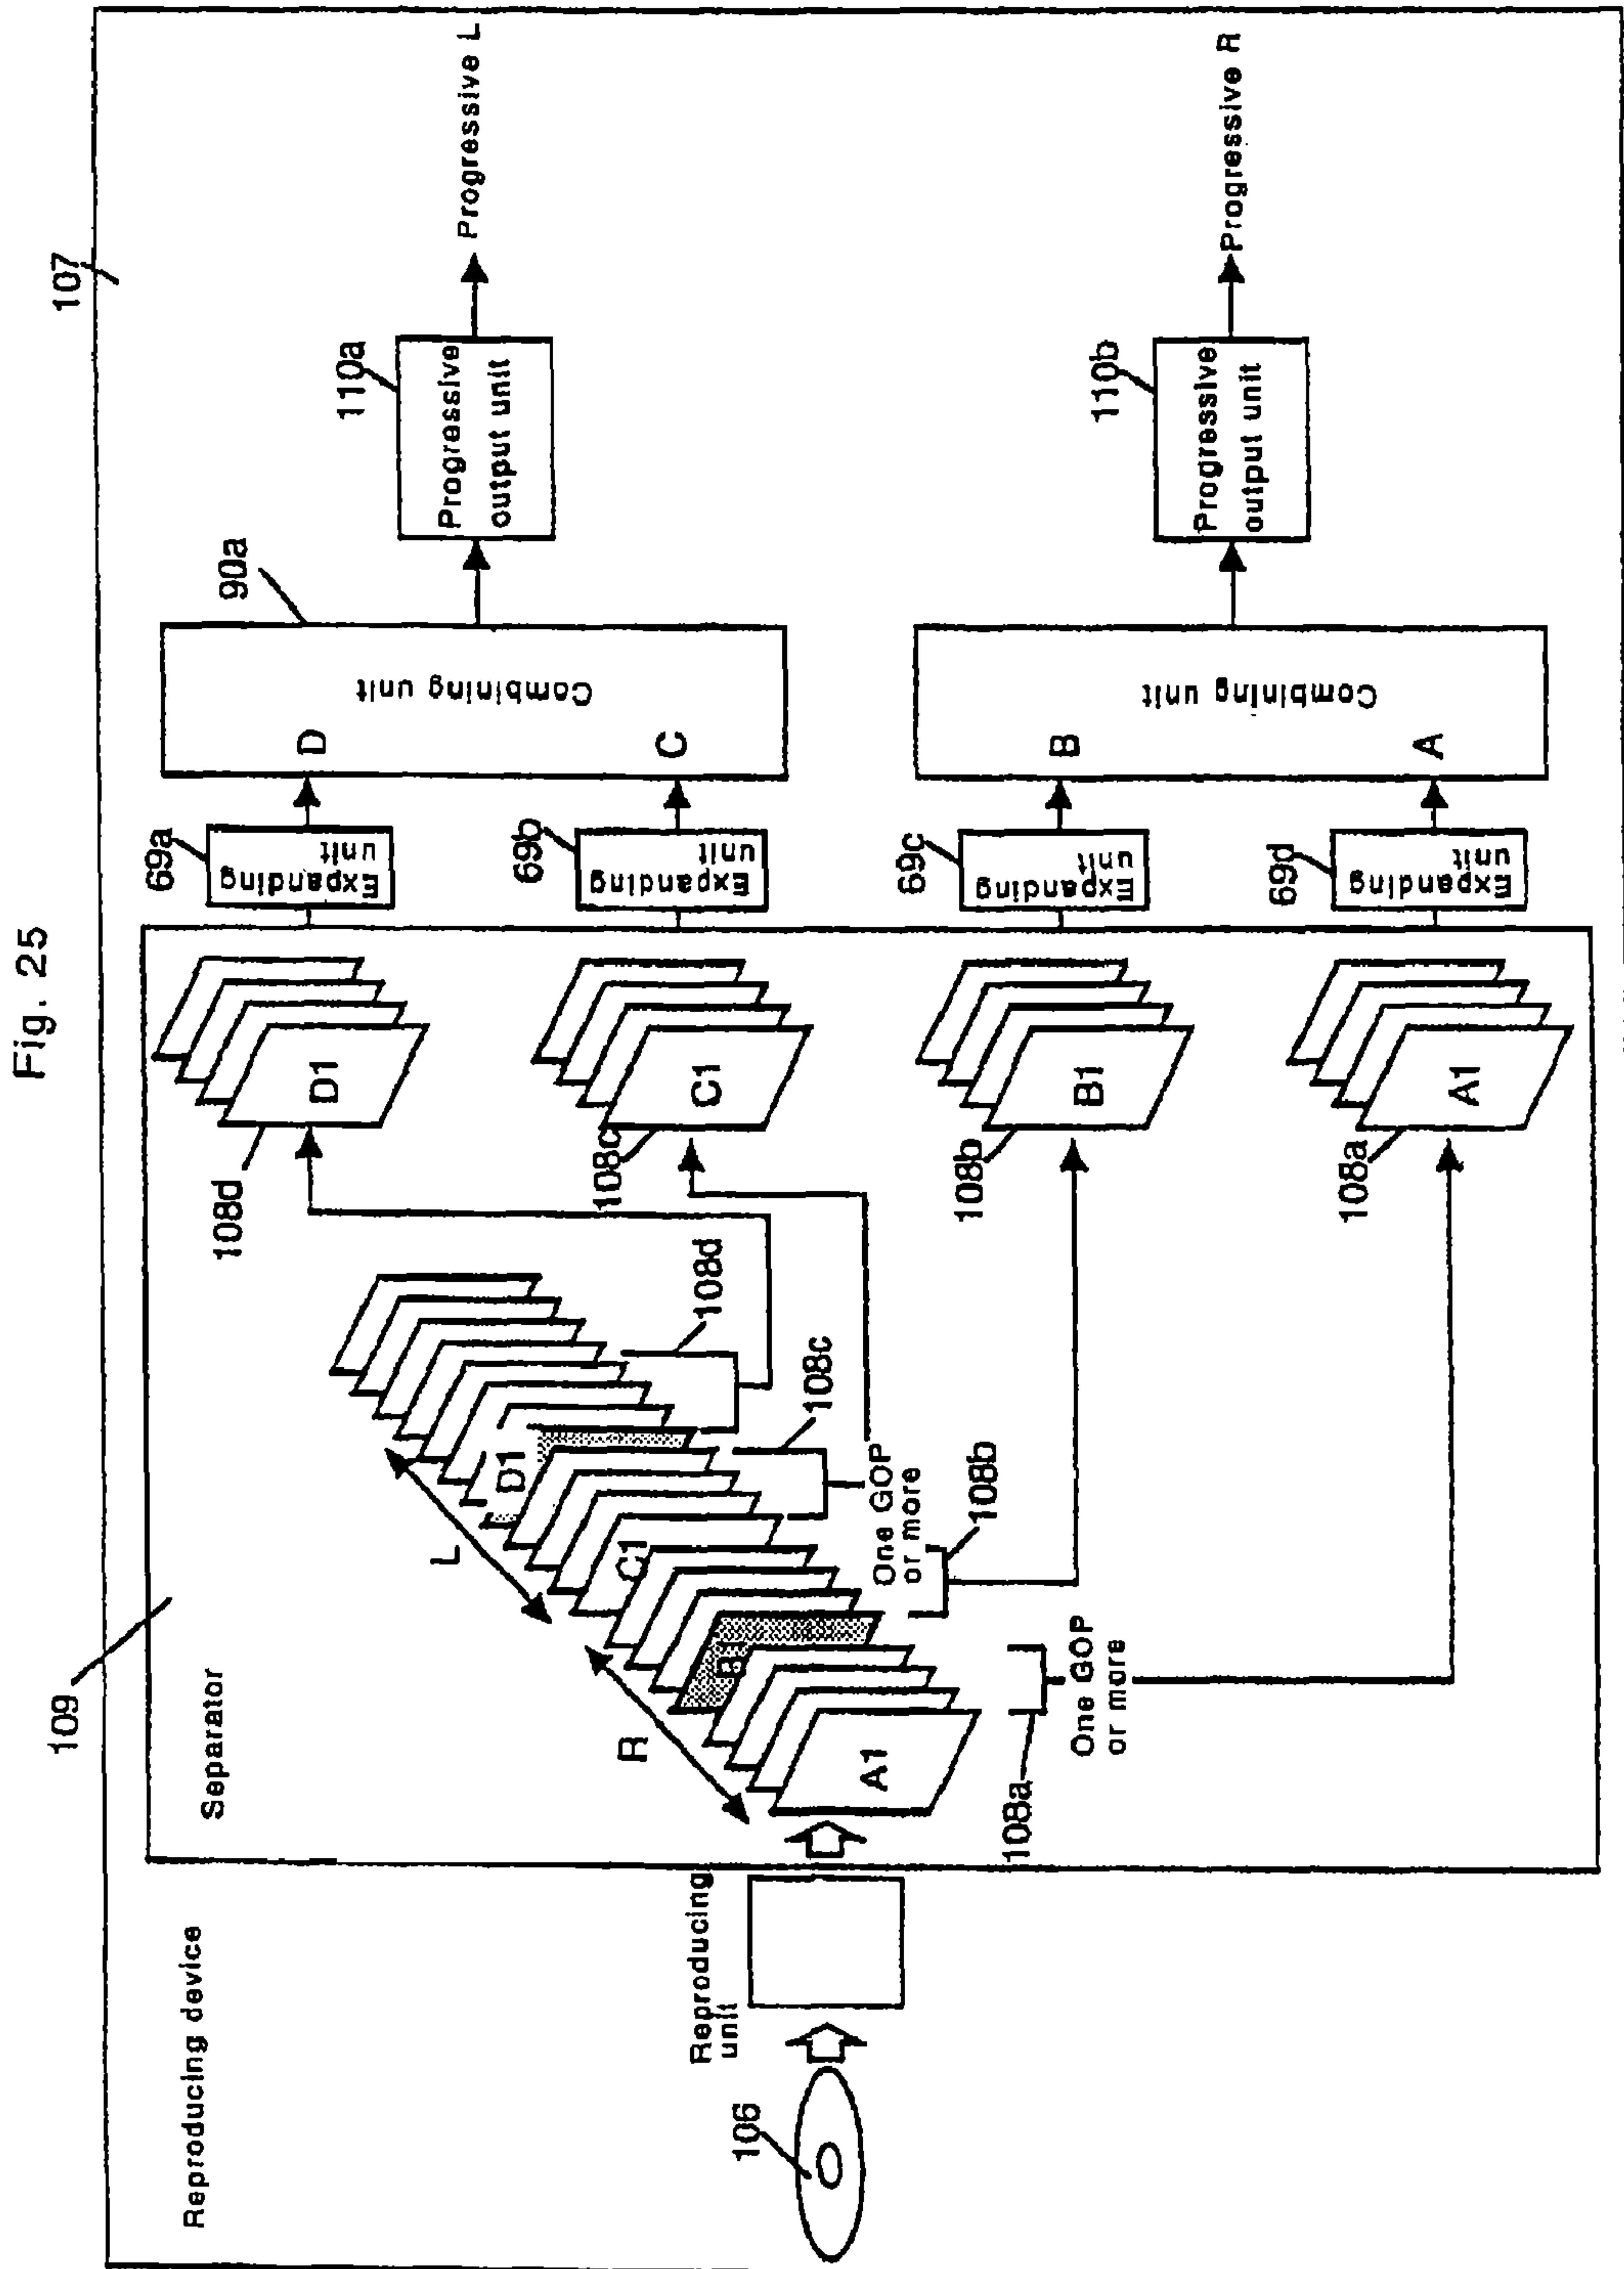 Fig. 25
107
Reproducing device
109
Separator
106
Reproducing
unit
A1
R
C1
L
D1
108a
One GOP
or more
108b
One GOP
or more
108c
108d
108d
D1
108c
C1
108b
B1
108a
A1
69a
Expanding
unit
69b
Expanding
unit
69c
Expanding
unit
69d
Expanding
unit
90a
D
C
Combining unit
B
A
Combining unit
110a
Progressive
output unit
Progressive L
110b
Progressive
output unit
Progressive R